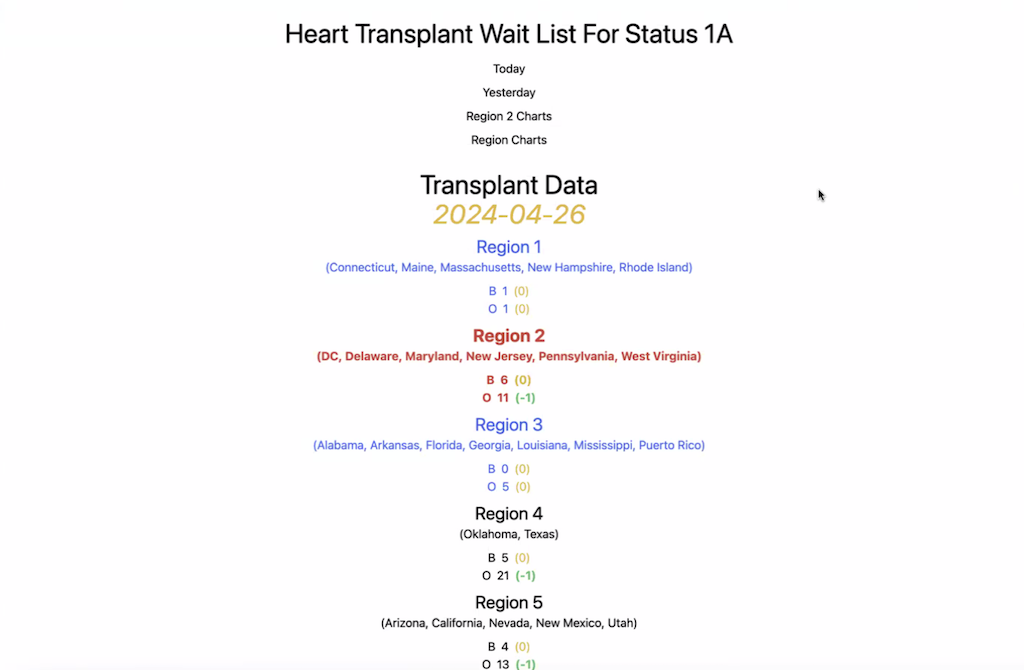 Heart Transplant Wait List For Status 1A
Today
Yesterday
Region 2 Charts
Region Charts
Transplant Data
2024-04-26
Region 1
(Connecticut, Maine, Massachusetts, New Hampshire, Rhode Island)
B 1 (0)
O 1 (0)
Region 2
(DC, Delaware, Maryland, New Jersey, Pennsylvania, West Virginia)
B 6 (0)
O 11 (-1)
Region 3
(Alabama, Arkansas, Florida, Georgia, Louisiana, Mississippi, Puerto Rico)
B 0 (0)
O 5 (0)
Region 4
(Oklahoma, Texas)
B 5 (0)
O 21 (-1)
Region 5
(Arizona, California, Nevada, New Mexico, Utah)
B 4 (0)
O 13 (-1)